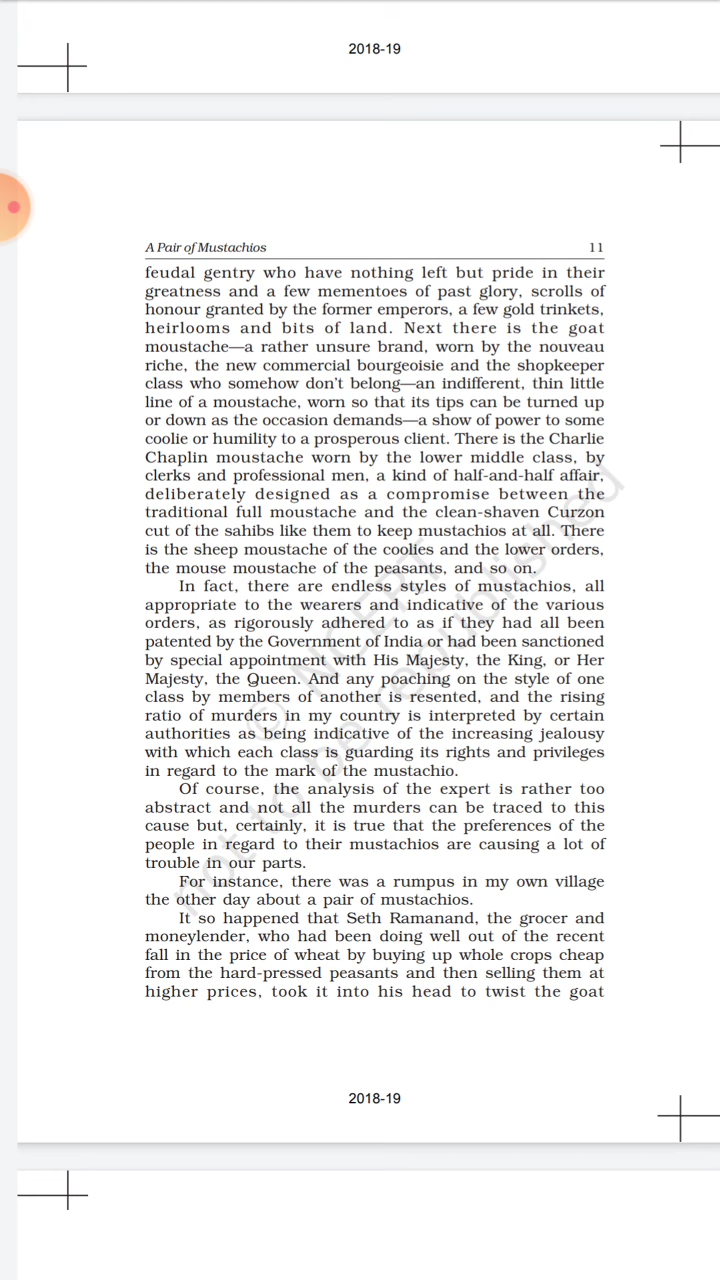 2018-19
A Pair of Mustachios 11
feudal gentry who have nothing left but pride in their
greatness and a few mementoes of past glory, scrolls of
honour granted by the former emperors, a few gold trinkets,
heirlooms and bits of land. Next there is the goat
moustache—a rather unsure brand, worn by the nouveau
riche, the new commercial bourgeoisie and the shopkeeper
class who somehow don't belong—an indifferent, thin little
line of a moustache, worn so that its tips can be turned up
or down as the occasion demands—a show of power to some
coolie or humility to a prosperous client. There is the Charlie
Chaplin moustache worn by the lower middle class, by
clerks and professional men, a kind of half-and-half affair,
deliberately designed as a compromise between the
traditional full moustache and the clean-shaven Curzon
cut of the sahibs like them to keep mustachios at all. There
is the sheep moustache of the coolies and the lower orders,
the mouse moustache of the peasants, and so on.
In fact, there are endless styles of mustachios, all
appropriate to the wearers and indicative of the various
orders, as rigorously adhered to as if they had all been
patented by the Government of India or had been sanctioned
by special appointment with His Majesty, the King, or Her
Majesty, the Queen. And any poaching on the style of one
class by members of another is resented, and the rising
ratio of murders in my country is interpreted by certain
authorities as being indicative of the increasing jealousy
with which each class is guarding its rights and privileges
in regard to the mark of the mustachio.
Of course, the analysis of the expert is rather too
abstract and not all the murders can be traced to this
cause but, certainly, it is true that the preferences of the
people in regard to their mustachios are causing a lot of
trouble in our parts.
For instance, there was a rumpus in my own village
the other day about a pair of mustachios.
It so happened that Seth Ramanand, the grocer and
moneylender, who had been doing well out of the recent
fall in the price of wheat by buying up whole crops cheap
from the hard-pressed peasants and then selling them at
higher prices, took it into his head to twist the goat
© NCERT
not to be republished
2018-19